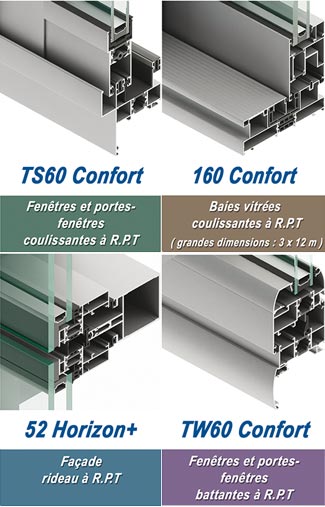 TS60 Confort
Fenêtres et portes-
fenêtres
coulissantes à R.P.T
160 Confort
Baies vitrées
coulissantes à R.P.T
( grandes dimensions : 3 x 12 m )
52 Horizon+
Façade
rideau à R.P.T
TW60 Confort
Fenêtres et portes-
fenêtres
battantes à R.P.T